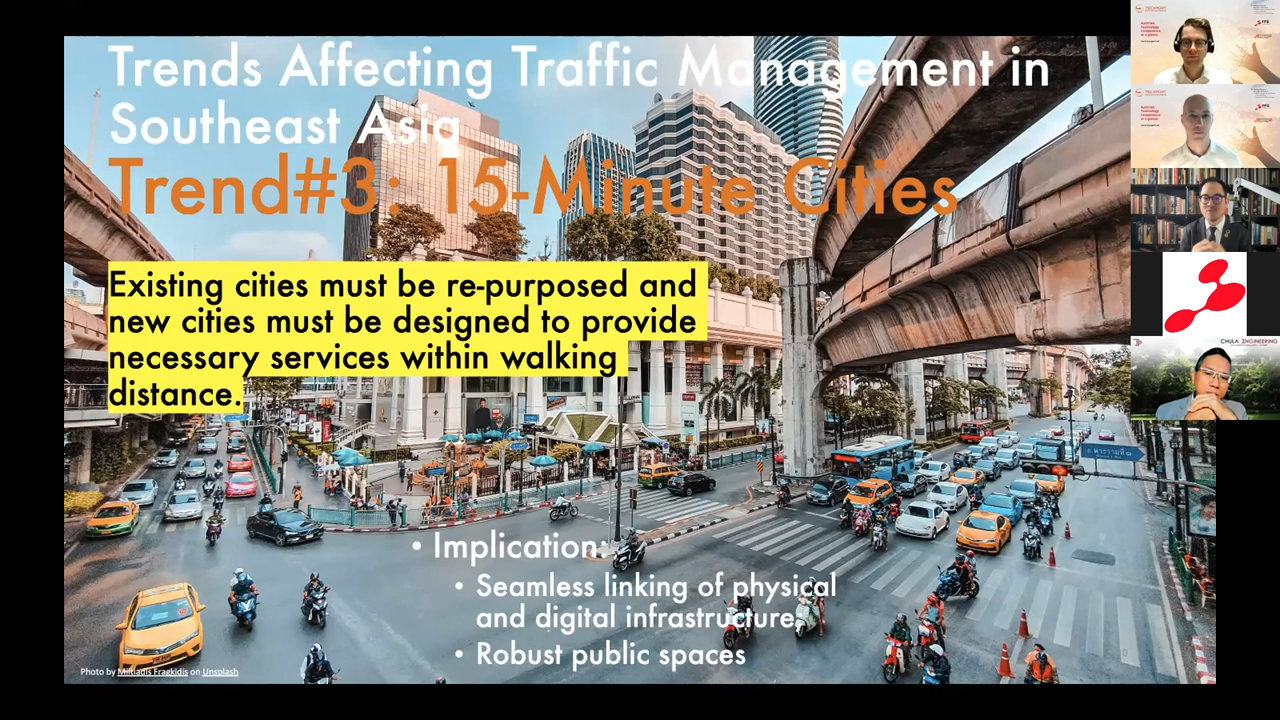 Trends Affecting Traffic Management in
Southeast Asia
Trend#3: 15-Minute Cities
Existing cities must be re-purposed and
new cities must be designed to provide
necessary services within walking
distance.
• Implication:
• Seamless linking of physical
and digital infrastructure;
• Robust public spaces
Photo by Miltiadis Fragkidis on Unsplash
CHULA ENGINEERING